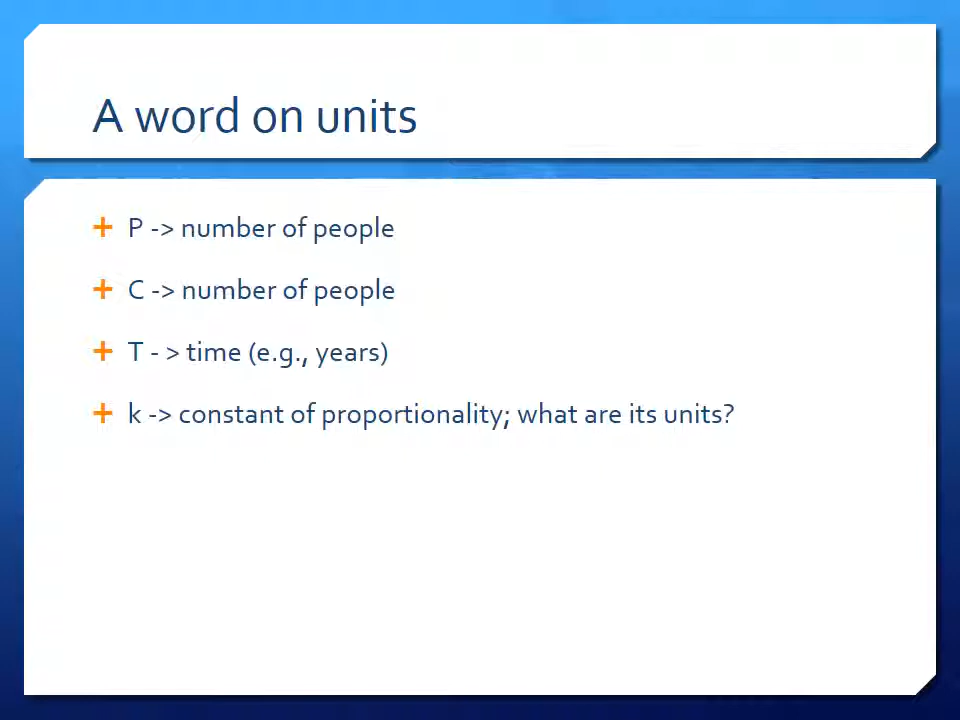 A word on units
P -> number of people
C -> number of people
T - > time (e.g., years)
k -> constant of proportionality; what are its units?